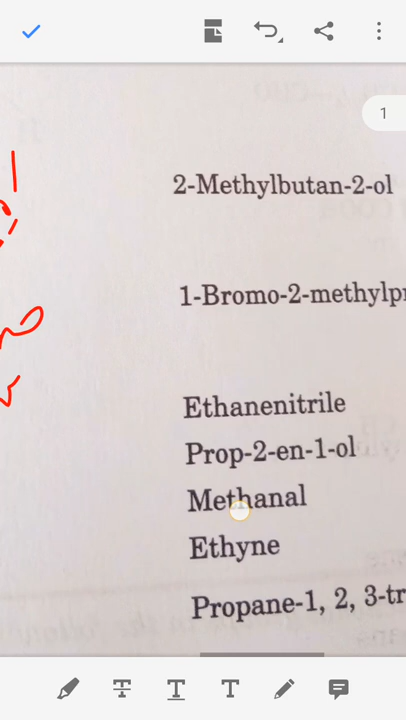 1
2-Methylbutan-2-ol
1-Bromo-2-methylpr
Ethanenitrile
Prop-2-en-1-ol
Methanal
Ethyne
Propane-1, 2, 3-tr